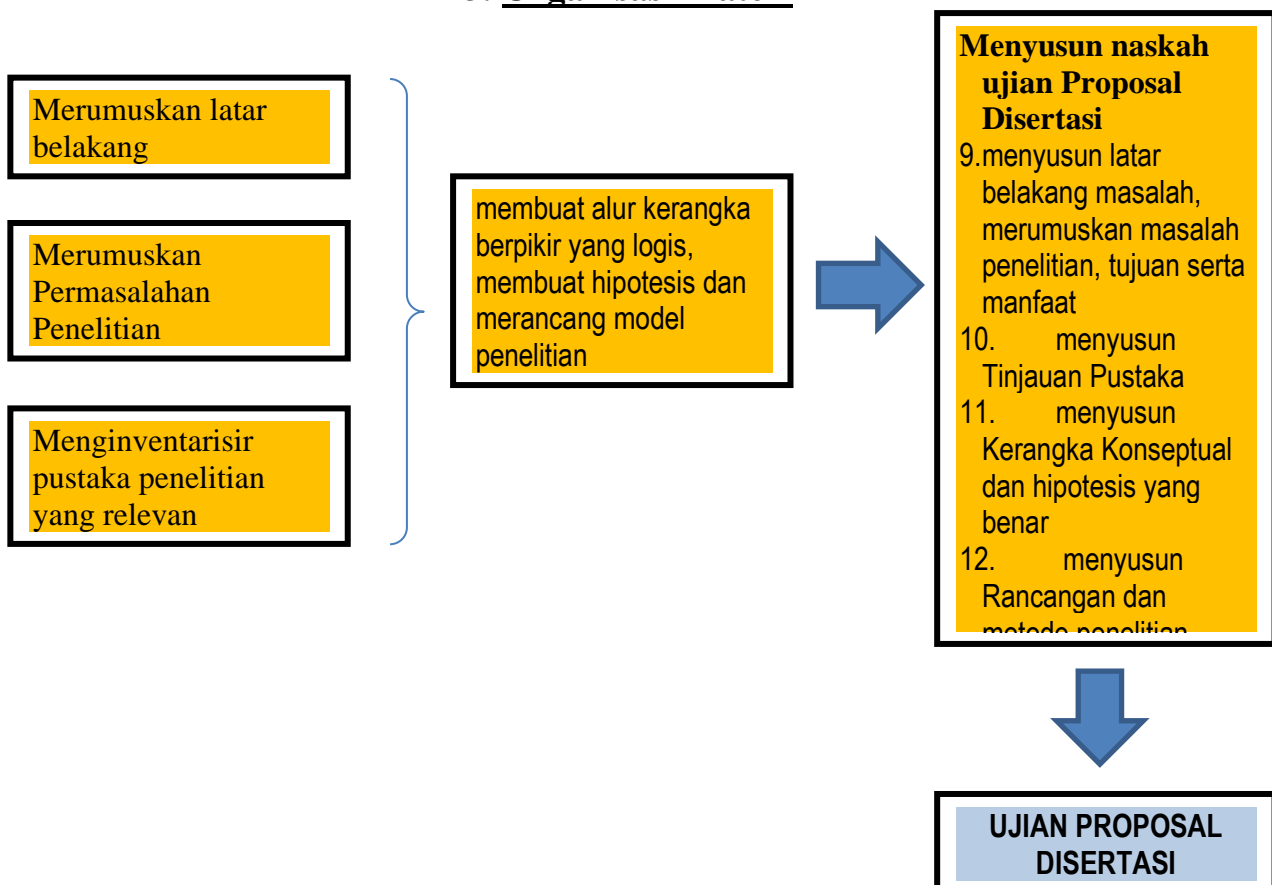 Merumuskan latar
belakang
Merumuskan
Permasalahan
Penelitian
Menginventarisir
pustaka penelitian
yang relevan
membuat alur kerangka
berpikir yang logis,
membuat hipotesis dan
merancang model
penelitian
Menyusun naskah
ujian Proposal
Disertasi
9.menyusun latar
belakang masalah,
merumuskan masalah
penelitian, tujuan serta
manfaat
10. menyusun
Tinjauan Pustaka
11. menyusun
Kerangka Konseptual
dan hipotesis yang
benar
12. menyusun
Rancangan dan
metode penelitian
UJIAN PROPOSAL
DISERTASI